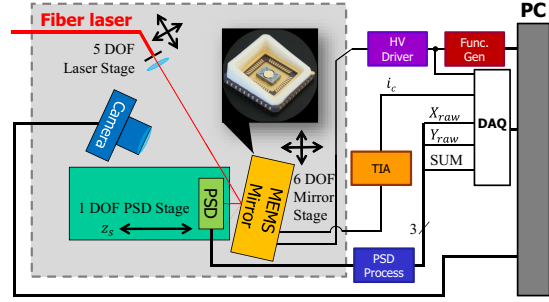 PC
Fiber laser
5 DOF
Laser Stage
HV
Driver
Func.
Gen
Camera
i_c
X_raw
Y_raw
SUM
DAQ
TIA
6 DOF
Mirror
Stage
MEMS
Mirror
1 DOF PSD Stage
z_s
PSD
3
PSD
Process